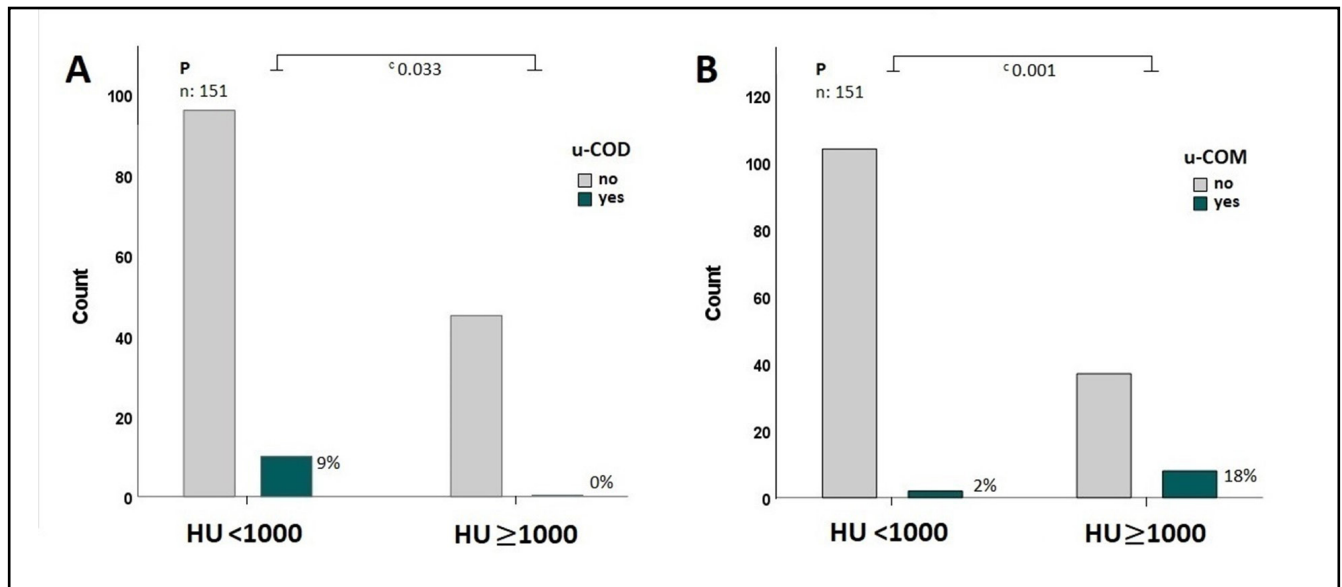 A
P
n: 151
ᶜ 0.033
100
80
60
40
20
0
Count
u-COD
no
yes
9%
0%
HU <1000
HU ≥1000
B
P
n: 151
ᶜ 0.001
120
100
80
60
40
20
0
Count
u-COM
no
yes
2%
18%
HU <1000
HU ≥1000